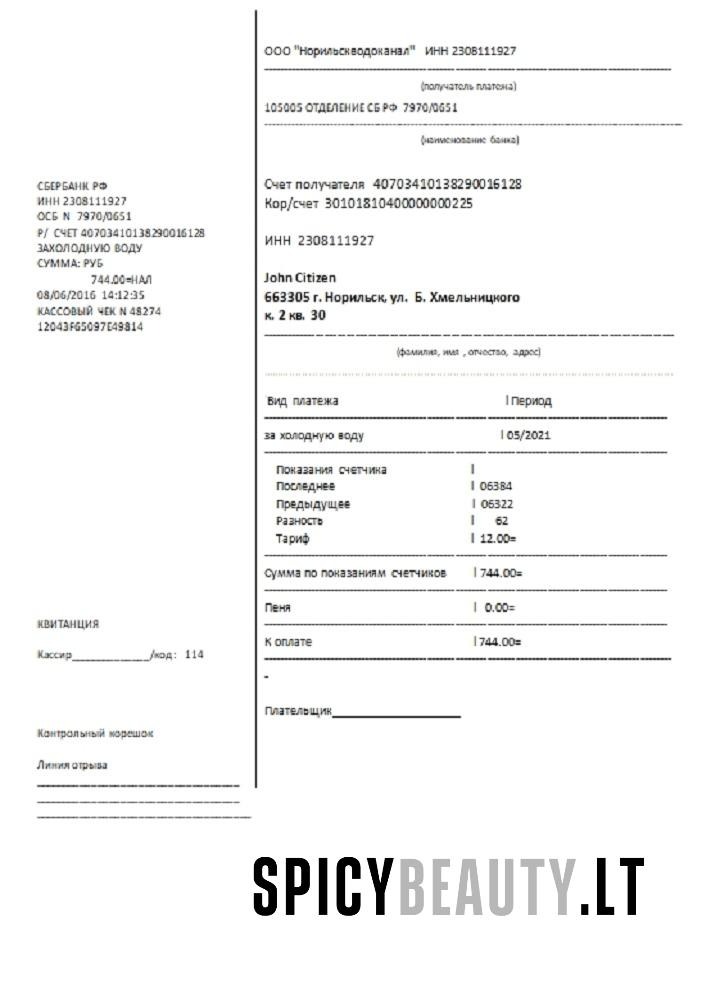 ООО "Норильскводоканал" ИНН 2308111927
(получатель платежа)
105005 ОТДЕЛЕНИЕ СБ РФ 7970/0651
(наименование банка)
СБЕРБАНК РФ
ИНН 2308111927
ОСБ N 7970/0651
Р/ СЧЕТ 40703410138290016128
ЗАХОЛОДНУЮ ВОДУ
СУММА: РУБ
744.00=НАЛ
08/06/2016 14:12:35
КАССОВЫЙ ЧЕК N 48274
12043F65097E49814
Счет получателя 40703410138290016128
Кор/счет 30101810400000000225
ИНН 2308111927
John Citizen
663305 г. Норильск, ул. Б. Хмельницкого
к. 2 кв. 30
(фамилия, имя , отчество, адрес)
Вид платежа | Период
за холодную воду | 05/2021
Показания счетчика |
Последнее | 06384
Предыдущее | 06322
Разность | 62
Тариф | 12.00=
Сумма по показаниям счетчиков | 744.00=
Пеня | 0.00=
К оплате | 744.00=
-
Плательщик____________________
КВИТАНЦИЯ
Кассир_____________/код: 114
Контрольный корешок
Линия отрыва
SPICYBEAUTY.LT